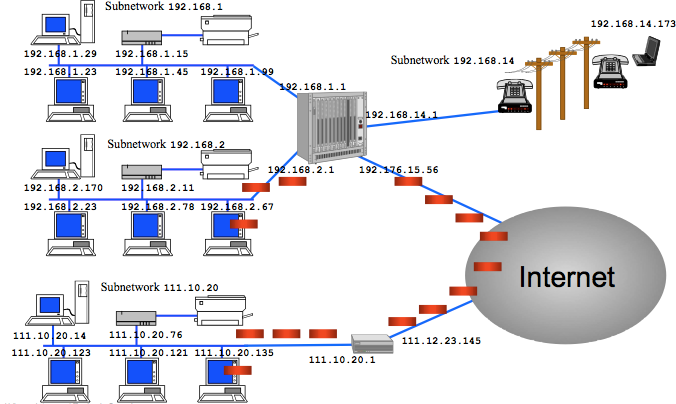 Subnetwork 192.168.1
192.168.14.173
192.168.1.29 192.168.1.15
Subnetwork 192.168.14
192.168.1.23 192.168.1.45 192.168.1.99
192.168.1.1
192.168.14.1
Subnetwork 192.168.2
192.168.2.1 192.176.15.56
192.168.2.170 192.168.2.11
192.168.2.23 192.168.2.78 192.168.2.67
Internet
Subnetwork 111.10.20
111.10.20.14 111.10.20.76
111.12.23.145
111.10.20.123 111.10.20.121 111.10.20.135
111.10.20.1